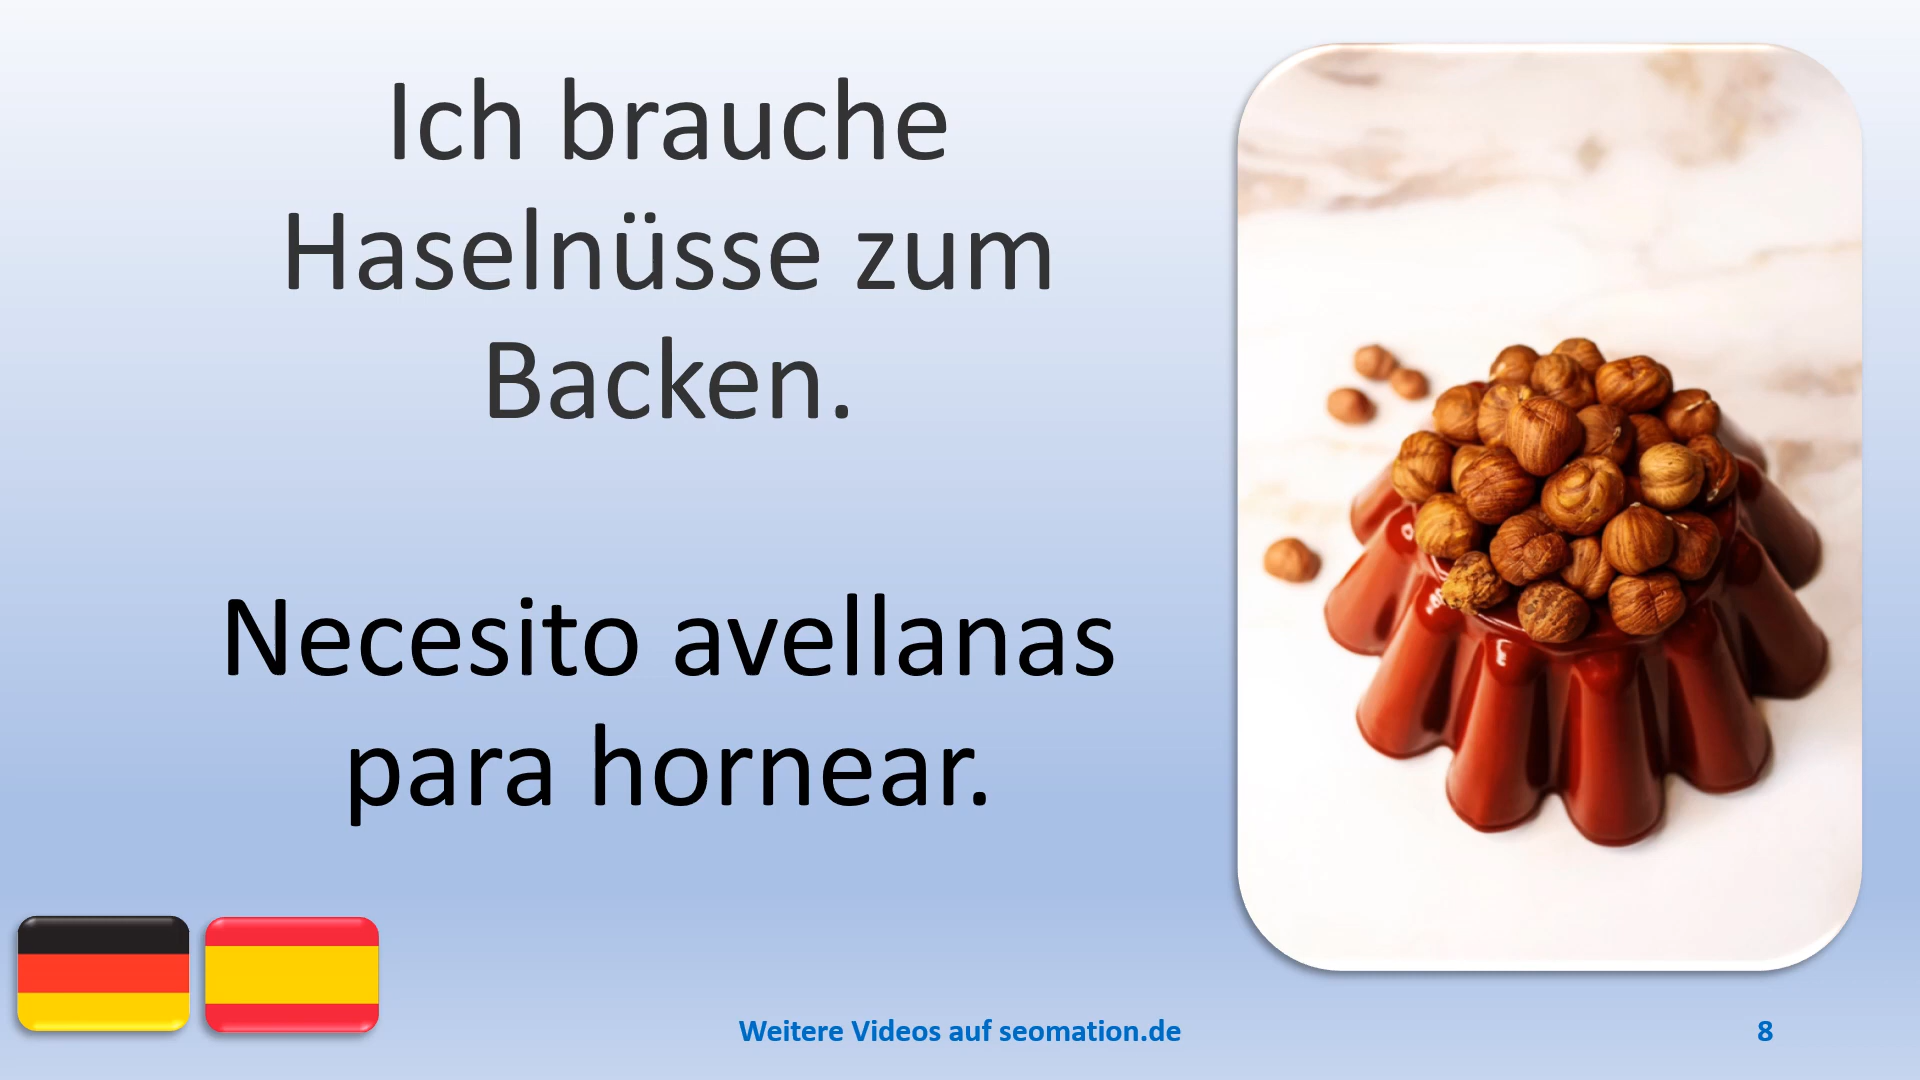 Ich brauche
Haselnüsse zum
Backen.
Necesito avellanas
para hornear.
Weitere Videos auf seomation.de
8